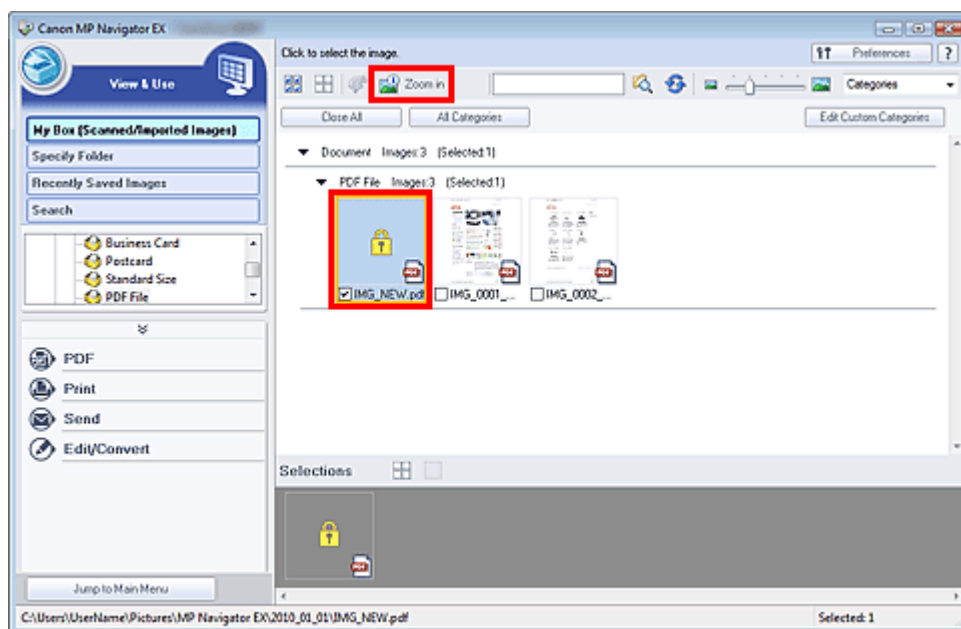 Canon MP Navigator EX
View & Use
My Box (Scanned/Imported Images)
Specify Folder
Recently Saved Images
Search
Business Card
Postcard
Standard Size
PDF File
PDF
Print
Send
Edit/Convert
Jump to Main Menu
Click to select the image.
Preferences
?
Zoom in
Categories
Close All
All Categories
Edit Custom Categories
Document Images:3 (Selected:1)
PDF File Images:3 (Selected:1)
PDF
PDF
PDF
IMG_NEW.pdf
IMG_0001_...
IMG_0002_...
Selections
PDF
C:\Users\UserName\Pictures\MP Navigator EX\2010_01_01\IMG_NEW.pdf
Selected: 1